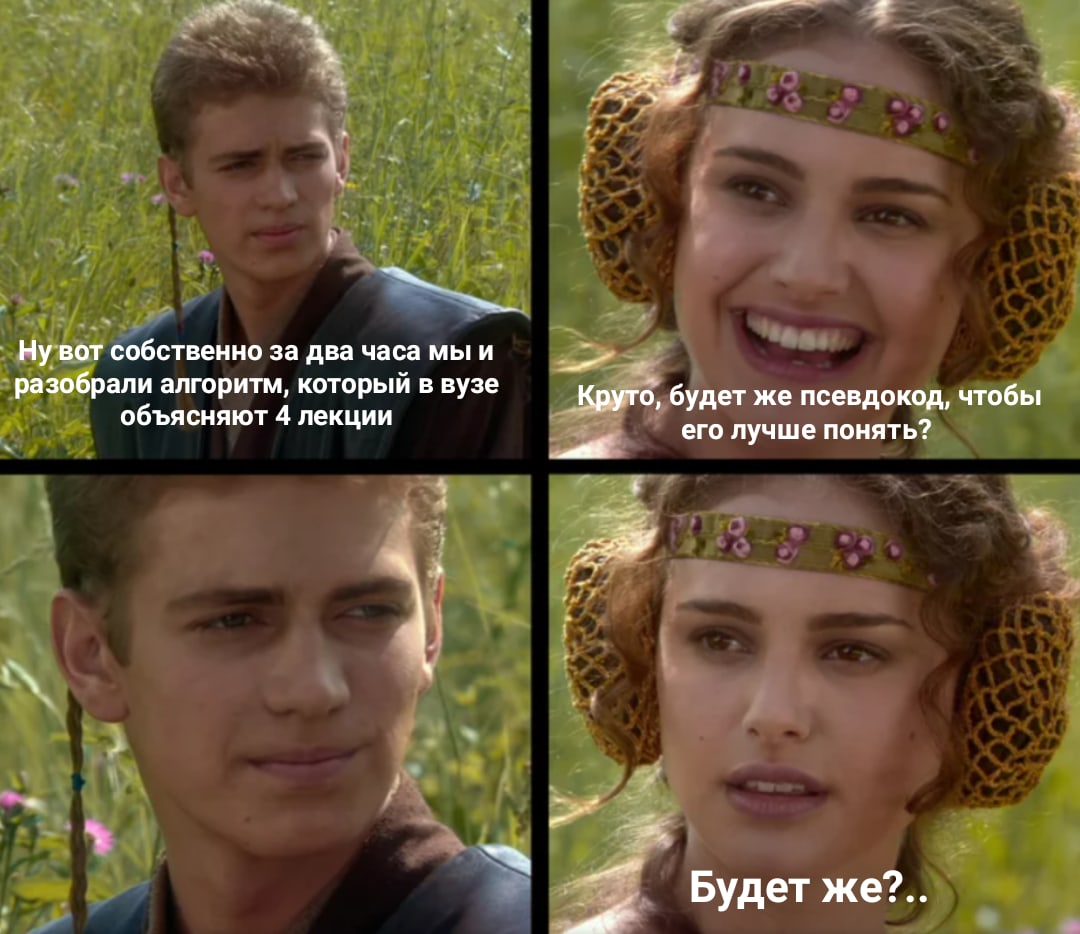 Ну вот собственно за два часа мы и
разобрали алгоритм, который в вузе
объясняют 4 лекции
Круто, будет же псевдокод, чтобы
его лучше понять?
Будет же?..